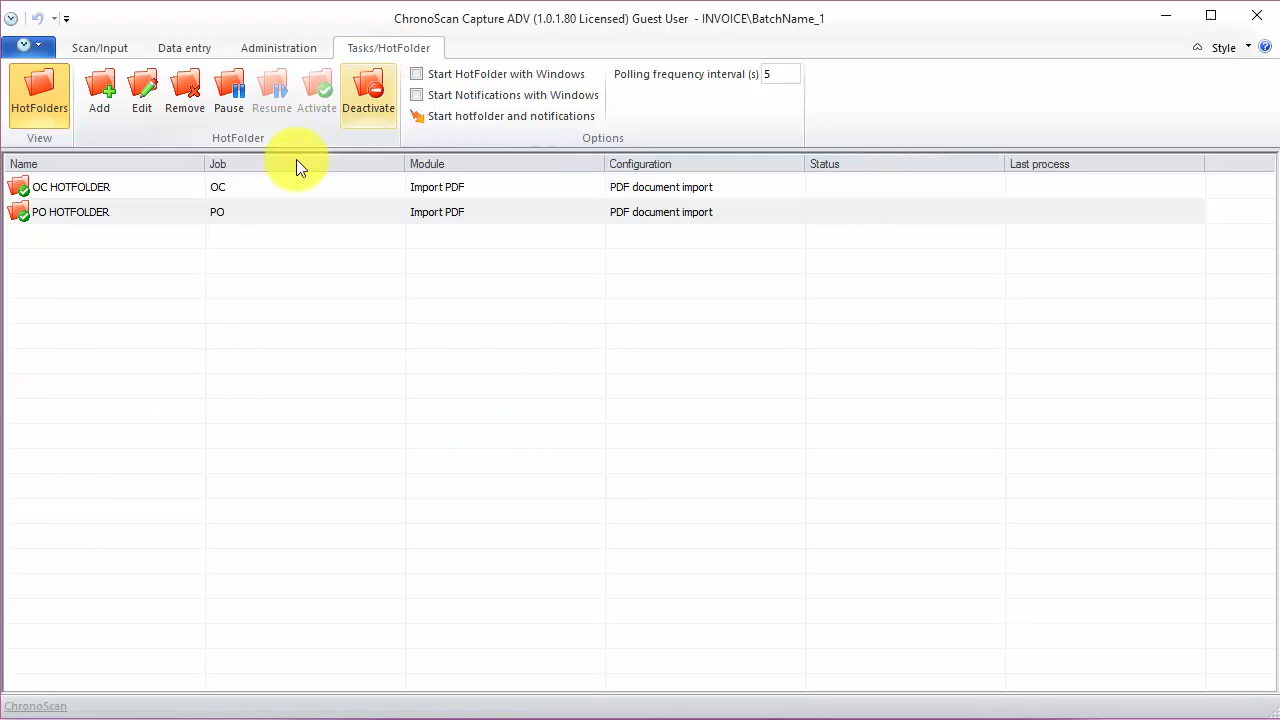 ChronoScan Capture ADV (1.0.1.80 Licensed) Guest User - INVOICE\BatchName_1
Scan/Input Data entry Administration Tasks/HotFolder Style
HotFolders Add Edit Remove Pause Resume Activate Deactivate
Start HotFolder with Windows Polling frequency interval (s) 5
Start Notifications with Windows
Start hotfolder and notifications
View HotFolder Options
Name Job Module Configuration Status Last process
OC HOTFOLDER OC Import PDF PDF document import
PO HOTFOLDER PO Import PDF PDF document import
ChronoScan